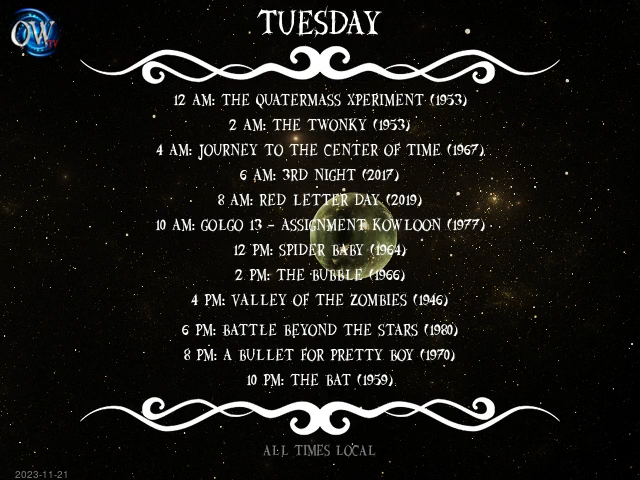 OW TV
TUESDAY
12 AM: THE QUATERMASS XPERIMENT (1953)
2 AM: THE TWONKY (1953)
4 AM: JOURNEY TO THE CENTER OF TIME (1967)
6 AM: 3RD NIGHT (2017)
8 AM: RED LETTER DAY (2019)
10 AM: GOLGO 13 - ASSIGNMENT KOWLOON (1977)
12 PM: SPIDER BABY (1964)
2 PM: THE BUBBLE (1966)
4 PM: VALLEY OF THE ZOMBIES (1946)
6 PM: BATTLE BEYOND THE STARS (1980)
8 PM: A BULLET FOR PRETTY BOY (1970)
10 PM: THE BAT (1959)
ALL TIMES LOCAL
2023-11-21